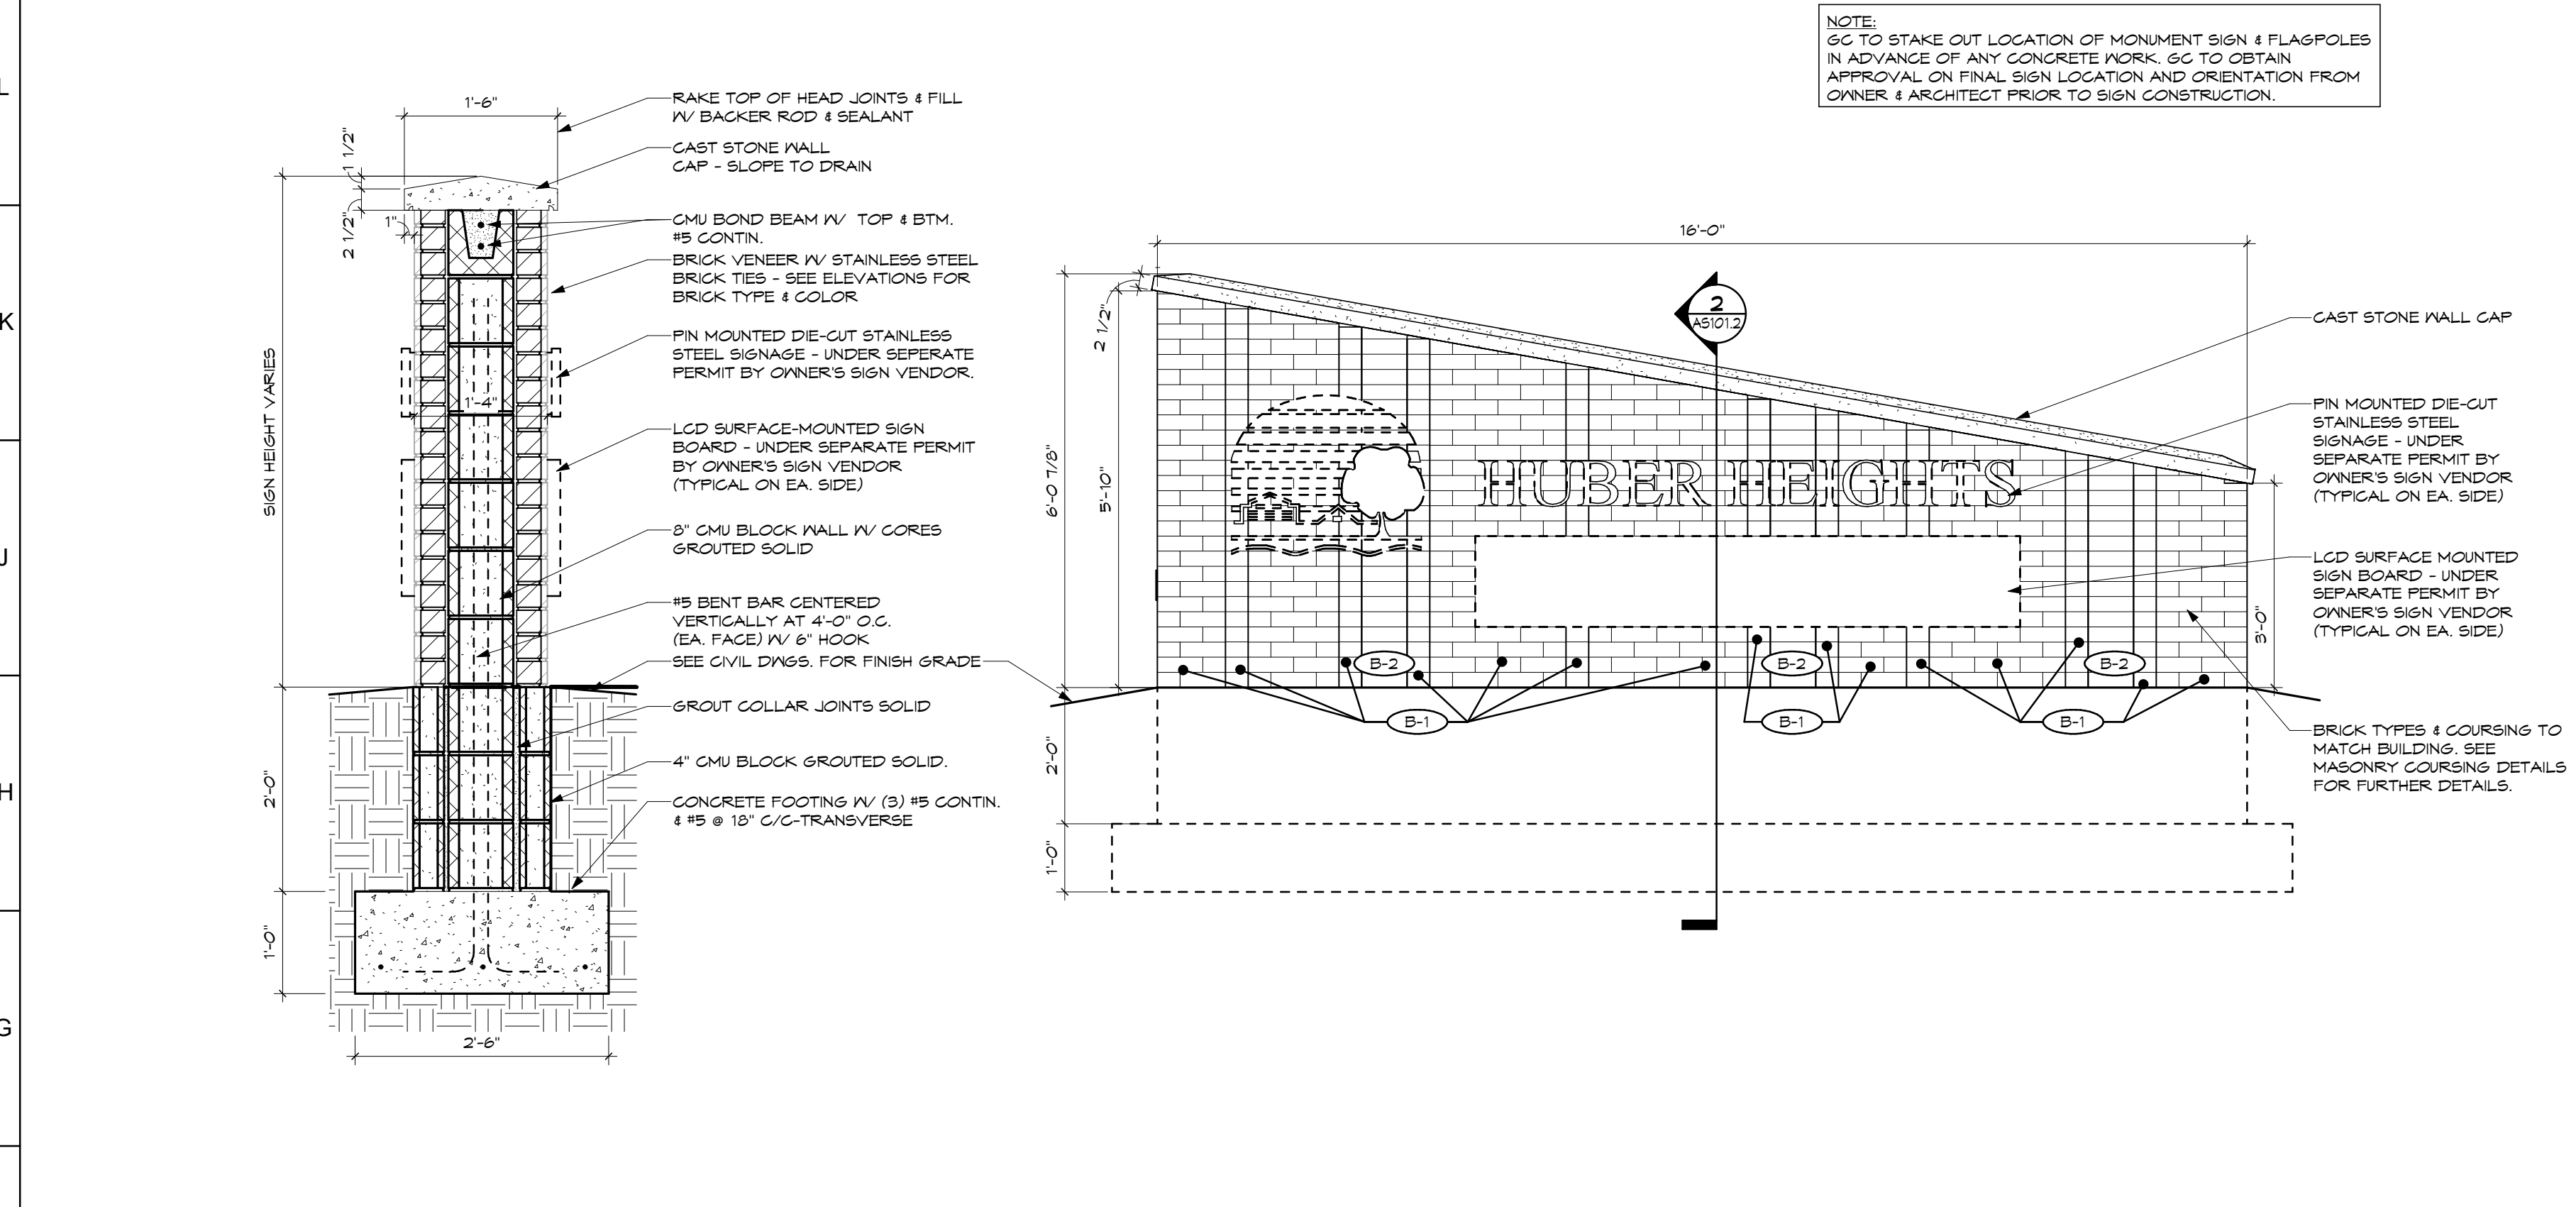 L
K
J
H
G
NOTE:
GC TO STAKE OUT LOCATION OF MONUMENT SIGN & FLAGPOLES
IN ADVANCE OF ANY CONCRETE WORK. GC TO OBTAIN
APPROVAL ON FINAL SIGN LOCATION AND ORIENTATION FROM
OWNER & ARCHITECT PRIOR TO SIGN CONSTRUCTION.
1'-6"
1 1/2"
2 1/2"
1"
SIGN HEIGHT VARIES
1'-4"
2'-0"
1'-0"
2'-6"
RAKE TOP OF HEAD JOINTS & FILL
W/ BACKER ROD & SEALANT
CAST STONE WALL
CAP - SLOPE TO DRAIN
CMU BOND BEAM W/ TOP & BTM.
#5 CONTIN.
BRICK VENEER W/ STAINLESS STEEL
BRICK TIES - SEE ELEVATIONS FOR
BRICK TYPE & COLOR
PIN MOUNTED DIE-CUT STAINLESS
STEEL SIGNAGE - UNDER SEPERATE
PERMIT BY OWNER'S SIGN VENDOR.
LCD SURFACE-MOUNTED SIGN
BOARD - UNDER SEPARATE PERMIT
BY OWNER'S SIGN VENDOR
(TYPICAL ON EA. SIDE)
8" CMU BLOCK WALL W/ CORES
GROUTED SOLID
#5 BENT BAR CENTERED
VERTICALLY AT 4'-0" O.C.
(EA. FACE) W/ 6" HOOK
SEE CIVIL DWGS. FOR FINISH GRADE
GROUT COLLAR JOINTS SOLID
4" CMU BLOCK GROUTED SOLID.
CONCRETE FOOTING W/ (3) #5 CONTIN.
& #5 @ 18" C/C-TRANSVERSE
16'-0"
2
AS101.2
2 1/2"
6'-0 7/8"
5'-10"
3'-0"
2'-0"
1'-0"
HUBER HEIGHTS
B-2
B-2
B-2
B-1
B-1
B-1
CAST STONE WALL CAP
PIN MOUNTED DIE-CUT
STAINLESS STEEL
SIGNAGE - UNDER
SEPARATE PERMIT BY
OWNER'S SIGN VENDOR
(TYPICAL ON EA. SIDE)
LCD SURFACE MOUNTED
SIGN BOARD - UNDER
SEPARATE PERMIT BY
OWNER'S SIGN VENDOR
(TYPICAL ON EA. SIDE)
BRICK TYPES & COURSING TO
MATCH BUILDING. SEE
MASONRY COURSING DETAILS
FOR FURTHER DETAILS.